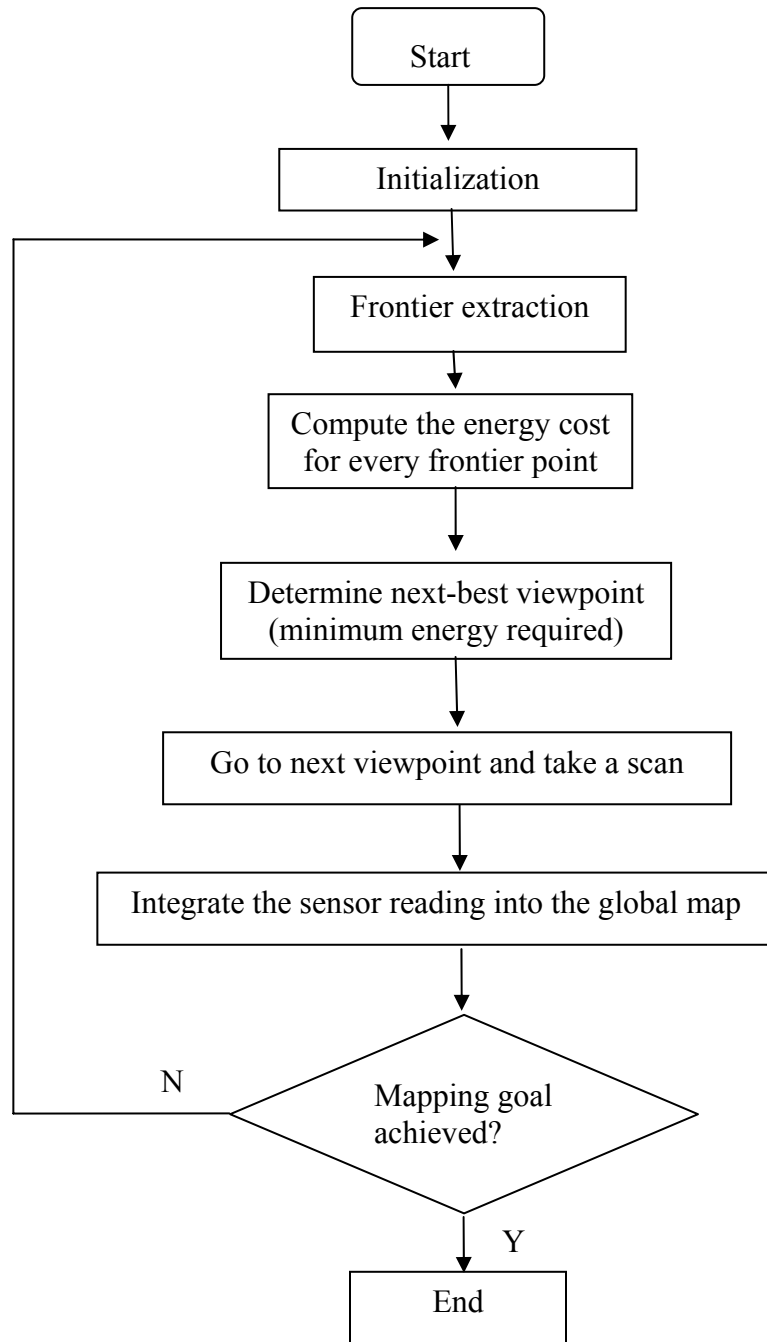 Start
Initialization
Frontier extraction
Compute the energy cost
for every frontier point
Determine next-best viewpoint
(minimum energy required)
Go to next viewpoint and take a scan
Integrate the sensor reading into the global map
N
Mapping goal
achieved?
Y
End